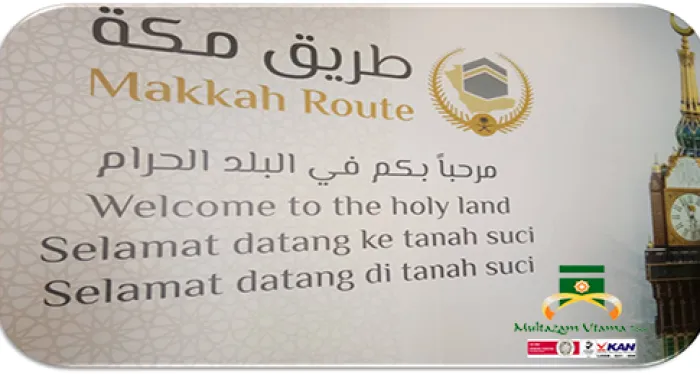 طريق مكة
Makkah Route
مرحباً بكم في البلد الحرام
Welcome to the holy land
Selamat datang ke tanah suci
Selamat datang di tanah suci
Multazam Utama
KAN